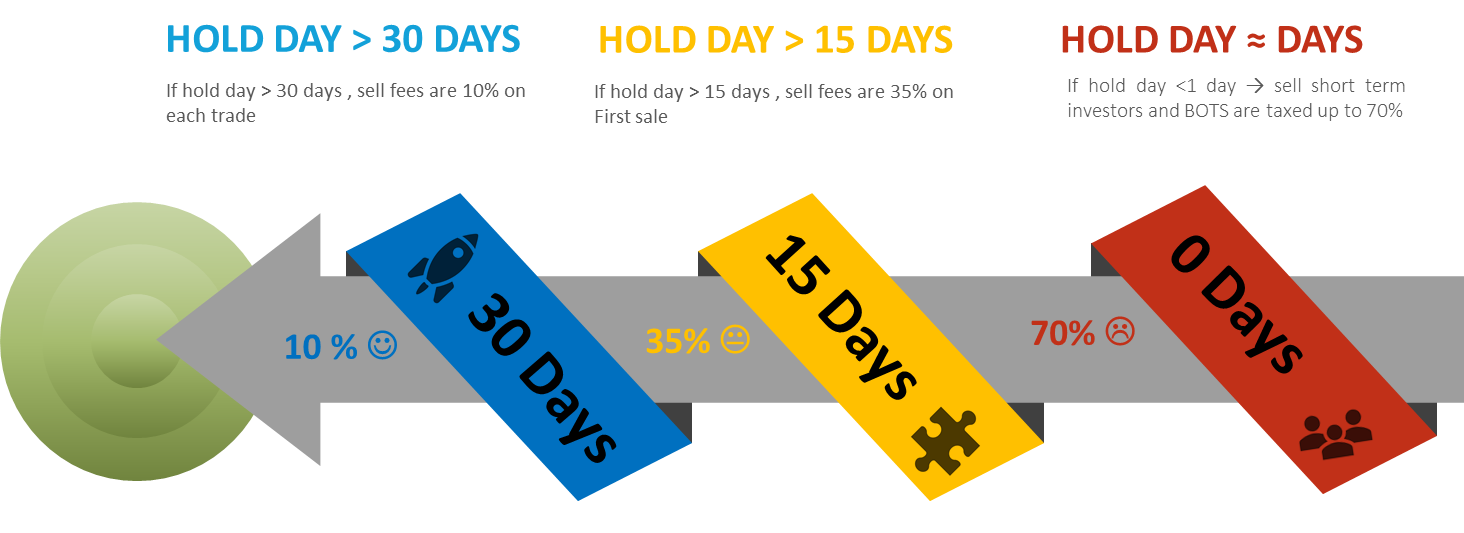 HOLD DAY > 30 DAYS
If hold day > 30 days , sell fees are 10% on
each trade
HOLD DAY > 15 DAYS
If hold day > 15 days , sell fees are 35% on
First sale
HOLD DAY ≈ DAYS
If hold day <1 day → sell short term
investors and BOTS are taxed up to 70%
10 % ☺
30 Days
35% 😐
15 Days
70% ☹
0 Days